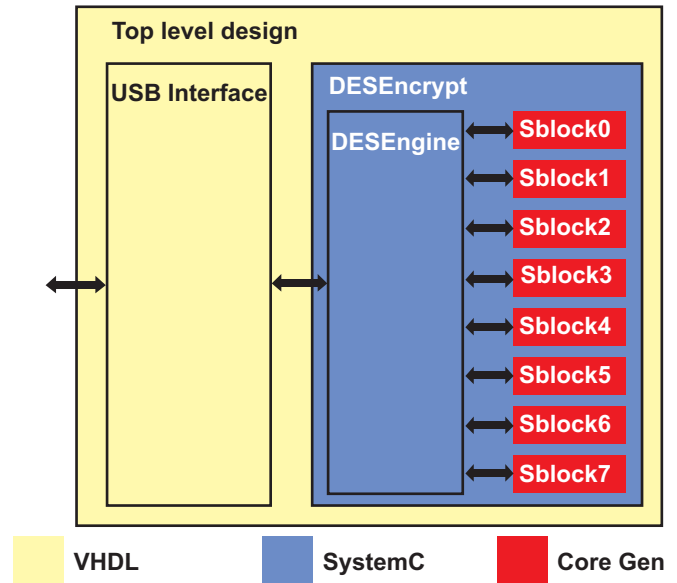 Top level design
USB Interface
DESEncrypt
DESEngine
Sblock0
Sblock1
Sblock2
Sblock3
Sblock4
Sblock5
Sblock6
Sblock7
VHDL
SystemC
Core Gen